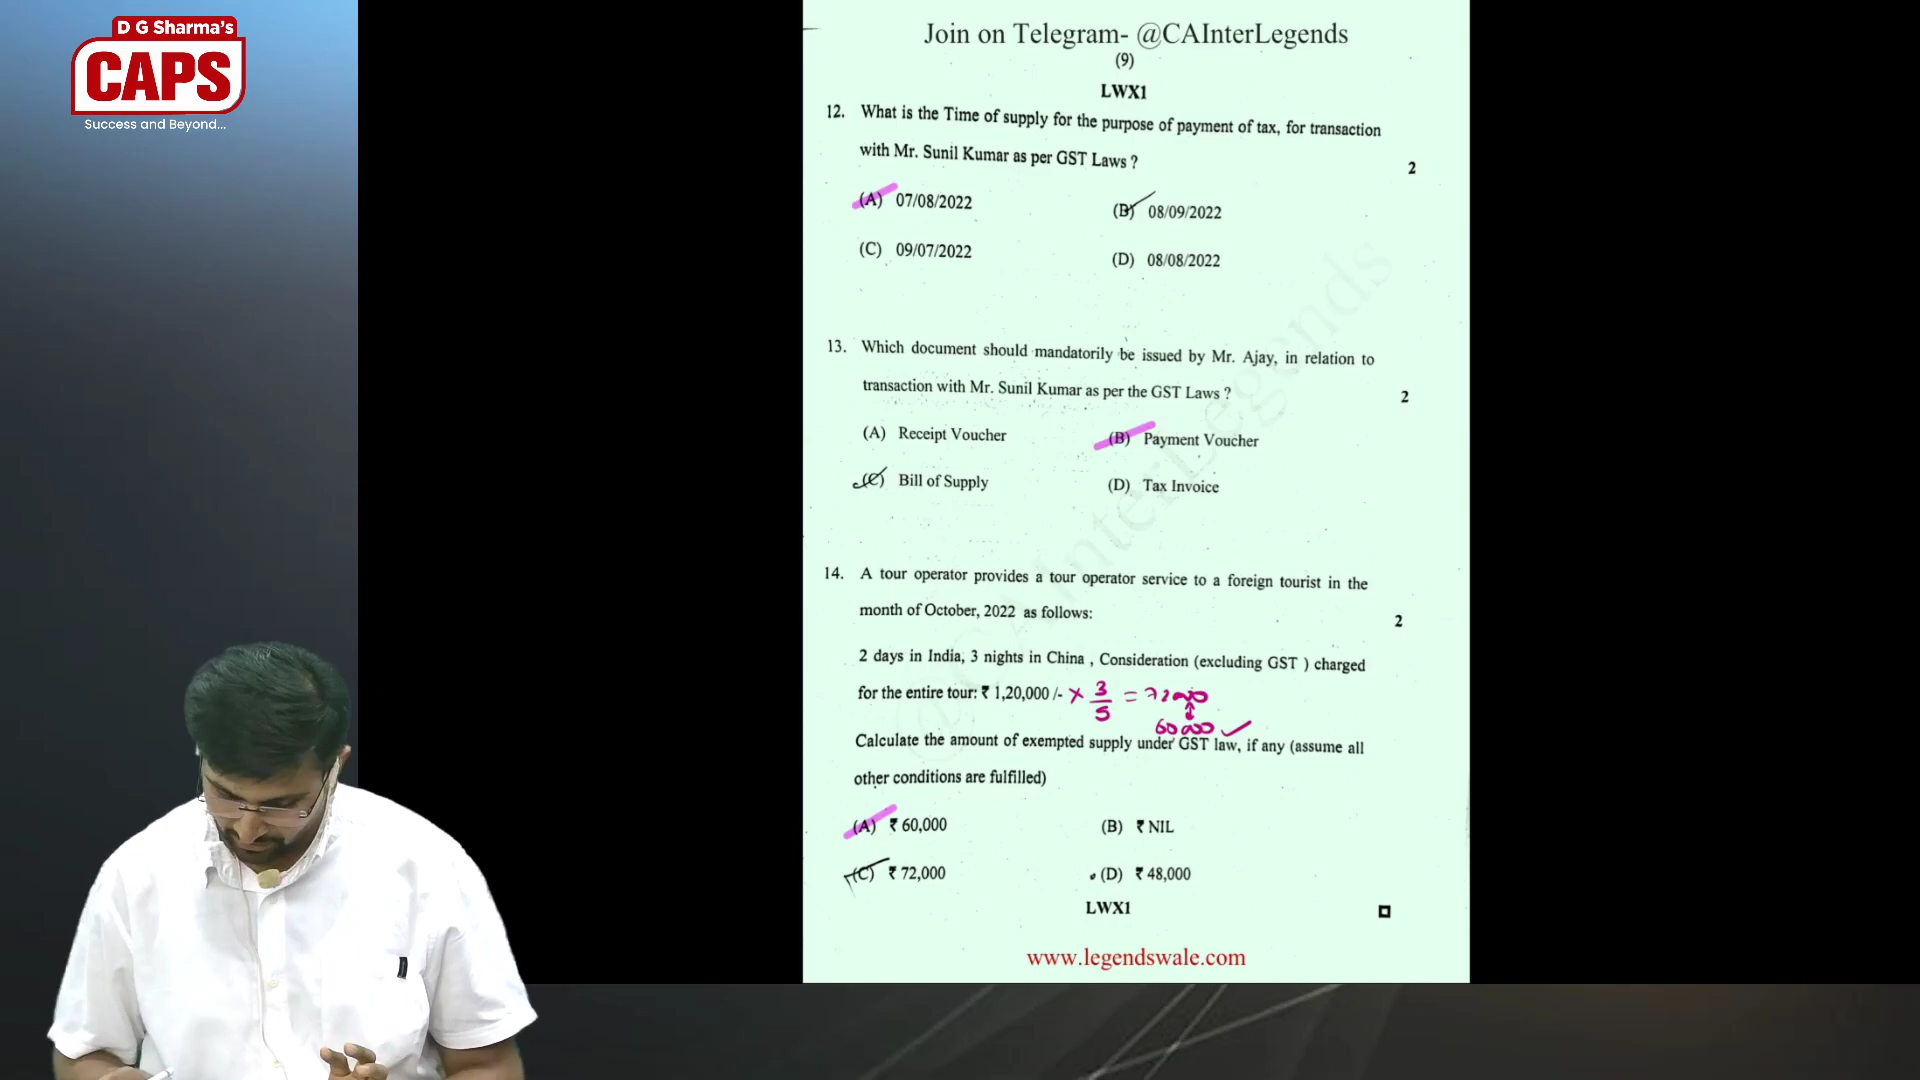 D G Sharma's
CAPS
Success and Beyond...
Join on Telegram- @CAInterLegends
(9)
LWX1
12. What is the Time of supply for the purpose of payment of tax, for transaction
with Mr. Sunil Kumar as per GST Laws ?
2
(A) 07/08/2022 (B) 08/09/2022
(C) 09/07/2022 (D) 08/08/2022
13. Which document should mandatorily be issued by Mr. Ajay, in relation to
transaction with Mr. Sunil Kumar as per the GST Laws ?
2
(A) Receipt Voucher (B) Payment Voucher
(C) Bill of Supply (D) Tax Invoice
14. A tour operator provides a tour operator service to a foreign tourist in the
month of October, 2022 as follows:
2
2 days in India, 3 nights in China , Consideration (excluding GST ) charged
for the entire tour: ₹ 1,20,000 /- × 3/5 = 72000
60000
Calculate the amount of exempted supply under GST law, if any (assume all
other conditions are fulfilled)
(A) ₹ 60,000 (B) ₹ NIL
(C) ₹ 72,000 (D) ₹ 48,000
LWX1
www.legendswale.com
@CAInterLegends